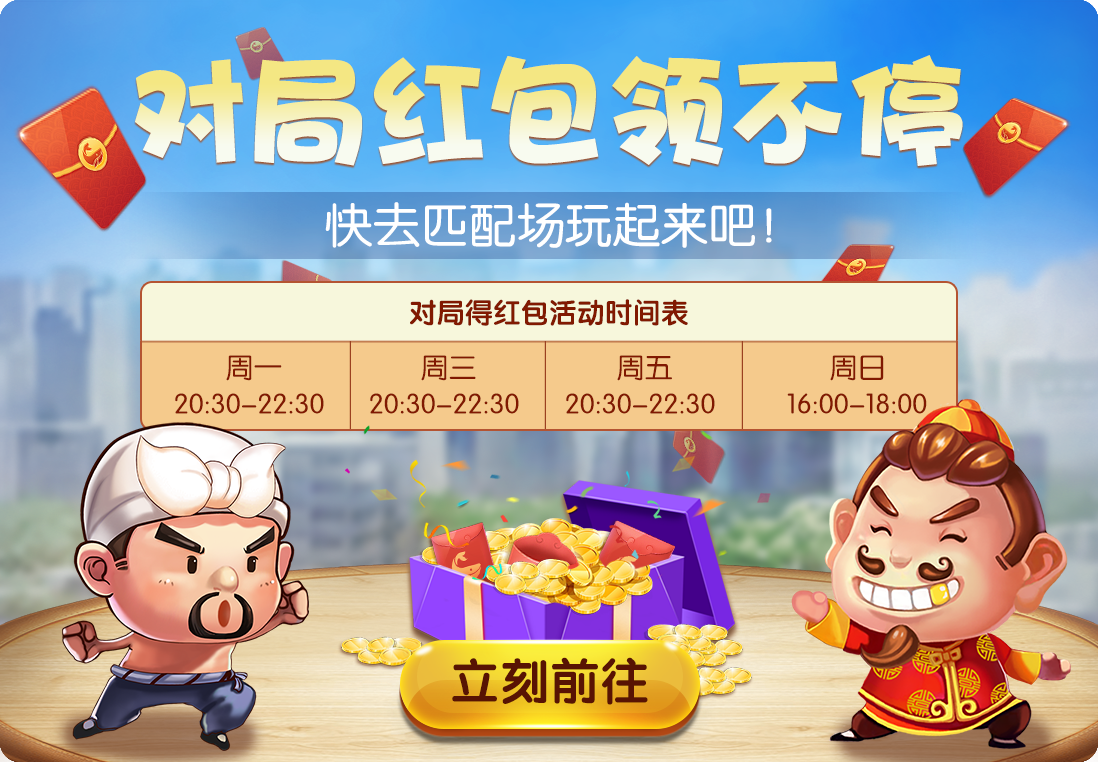 对局红包领不停
快去匹配场玩起来吧！
对局得红包活动时间表
周一 周三 周五 周日
20:30-22:30 20:30-22:30 20:30-22:30 16:00-18:00
立刻前往